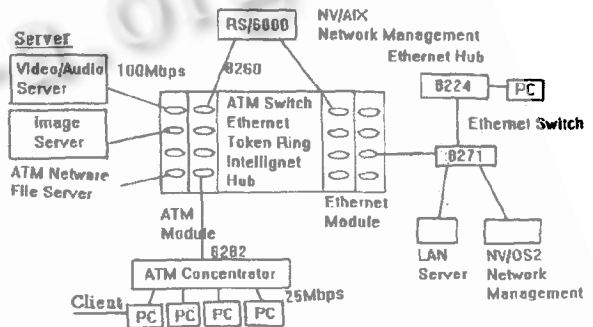 Server
Video/Audio
Server
Image
Server
ATM Netware
File Server
100Mbps
8260
RS/6000
NV/AIX
Network Management
Ethernet Hub
8224
PC
Ethernet Switch
8271
ATM Switch
Ethernet
Token Ring
Intellignet
Hub
ATM
Module
Ethernet
Module
LAN
Server
NV/OS2
Network
Management
8282
ATM Concentrator
25Mbps
Client
PC
PC
PC
PC